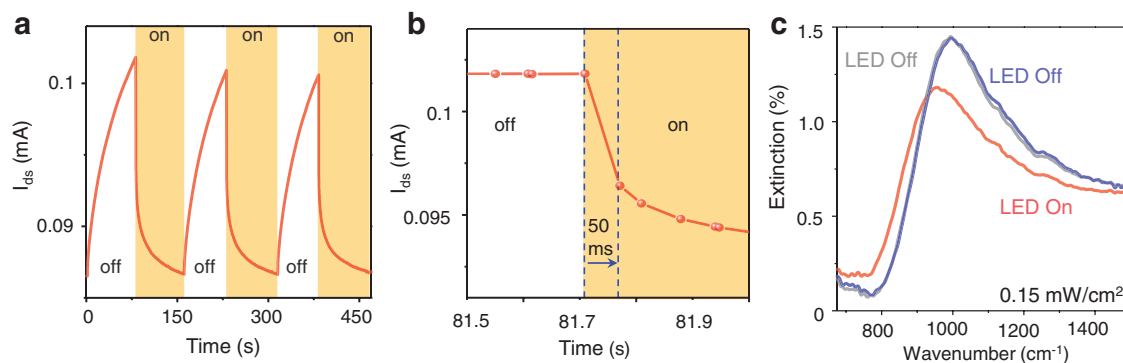 a
on
on
on
0.1
0.09
off
off
off
0
150
300
450
I_ds (mA)
Time (s)
b
off
on
0.1
0.095
50
ms
81.5
81.7
81.9
I_ds (mA)
Time (s)
c
1.5
LED Off
LED Off
1.25
0.75
0.5
0
LED On
0.15 mW/cm²
800
1000
1200
1400
Extinction (%)
Wavenumber (cm⁻¹)